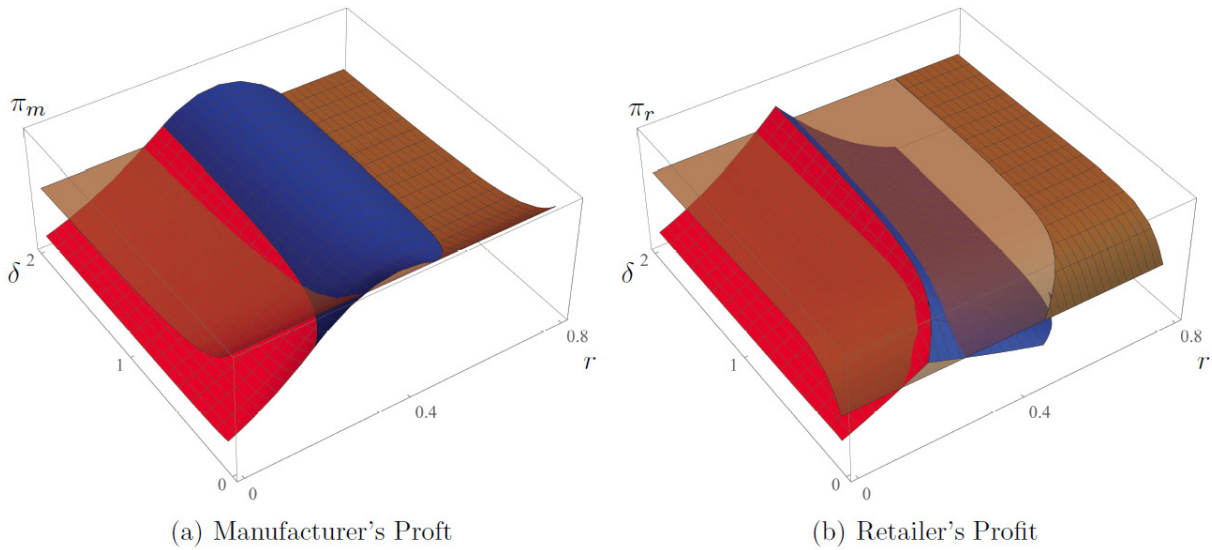 π_m
δ
2
1
0
0
0.4
0.8
r
(a) Manufacturer's Proft
π_r
δ
2
1
0
0
0.4
0.8
r
(b) Retailer's Profit